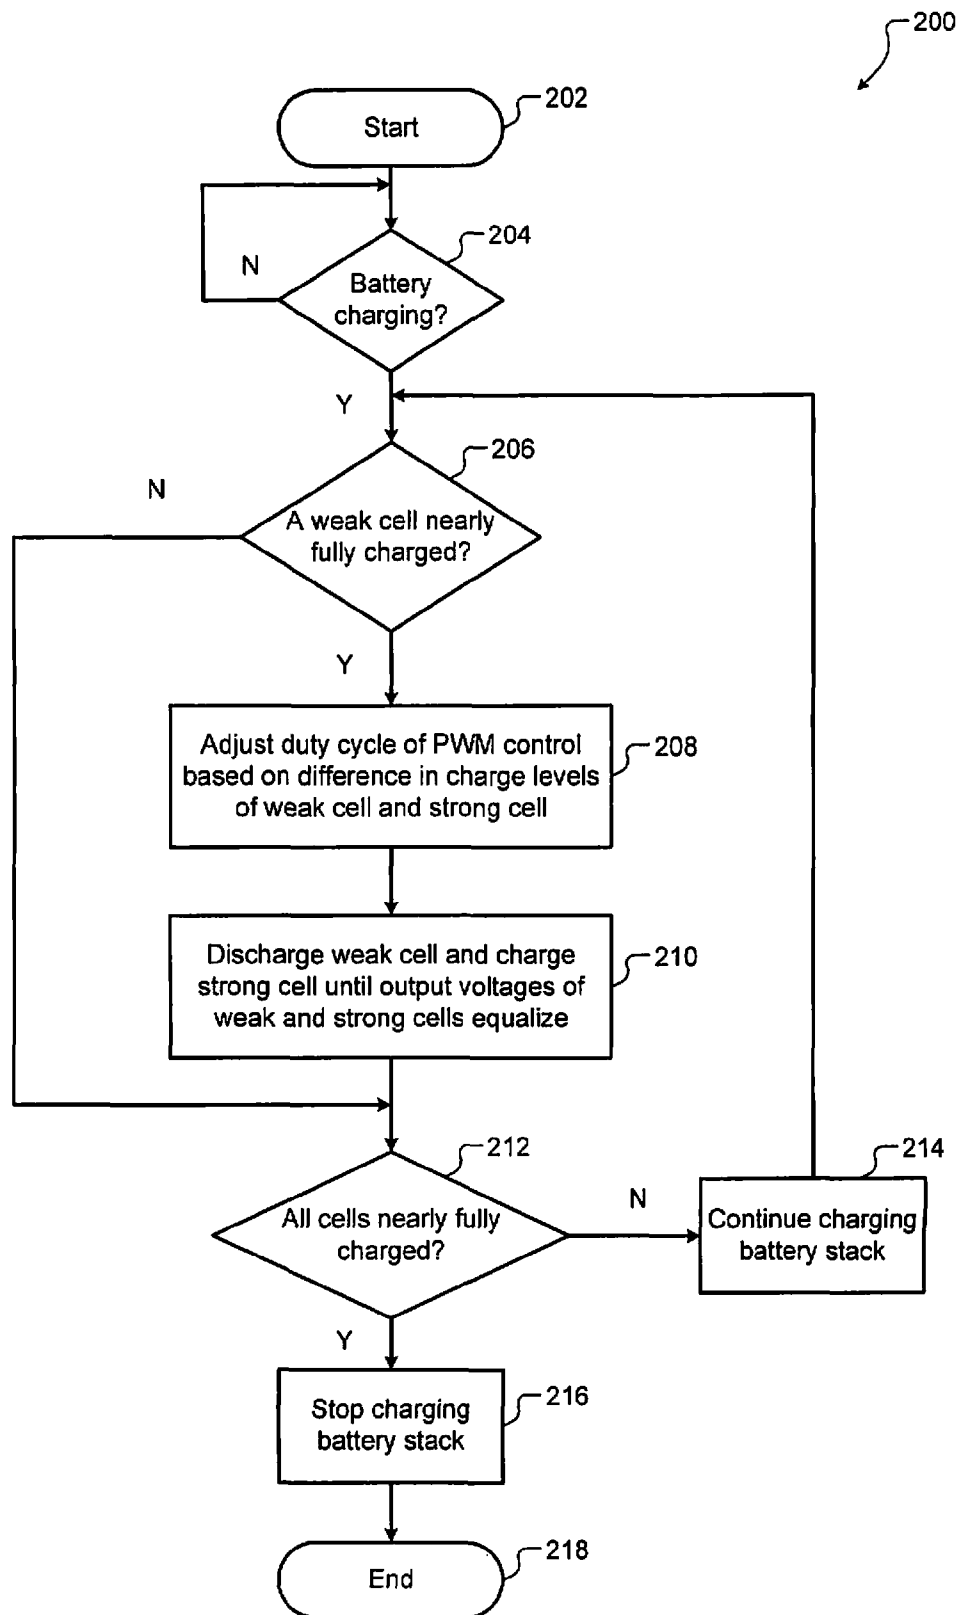 200
Start
202
204
N
Battery
charging?
Y
206
N
A weak cell nearly
fully charged?
Y
Adjust duty cycle of PWM control
based on difference in charge levels
of weak cell and strong cell
208
Discharge weak cell and charge
strong cell until output voltages of
weak and strong cells equalize
210
212
All cells nearly fully
charged?
N
214
Continue charging
battery stack
Y
Stop charging
battery stack
216
End
218